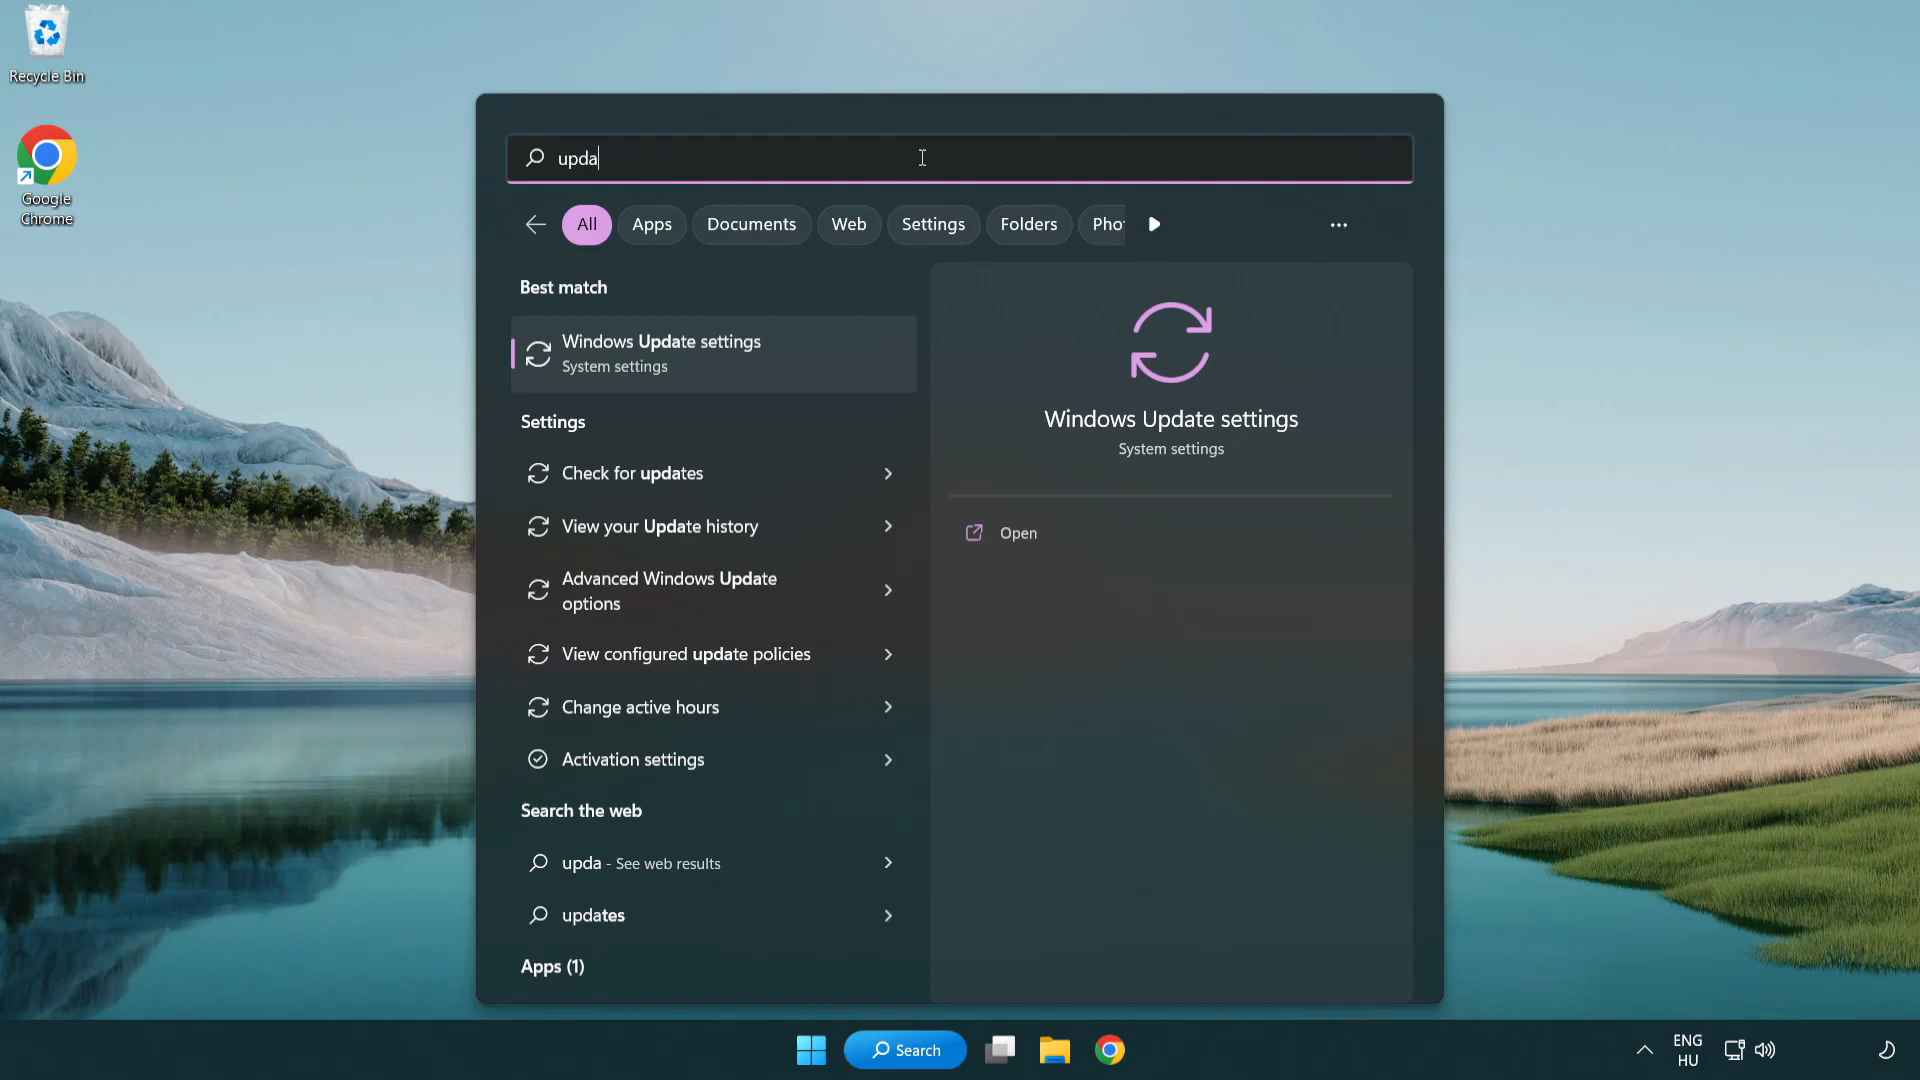 Recycle Bin
Google
Chrome
upda
All
Apps
Documents
Web
Settings
Folders
Pho
Best match
Windows Update settings
System settings
Settings
Check for updates
View your Update history
Advanced Windows Update
options
View configured update policies
Change active hours
Activation settings
Search the web
upda - See web results
updates
Apps (1)
Windows Update settings
System settings
Open
Search
ENG
HU